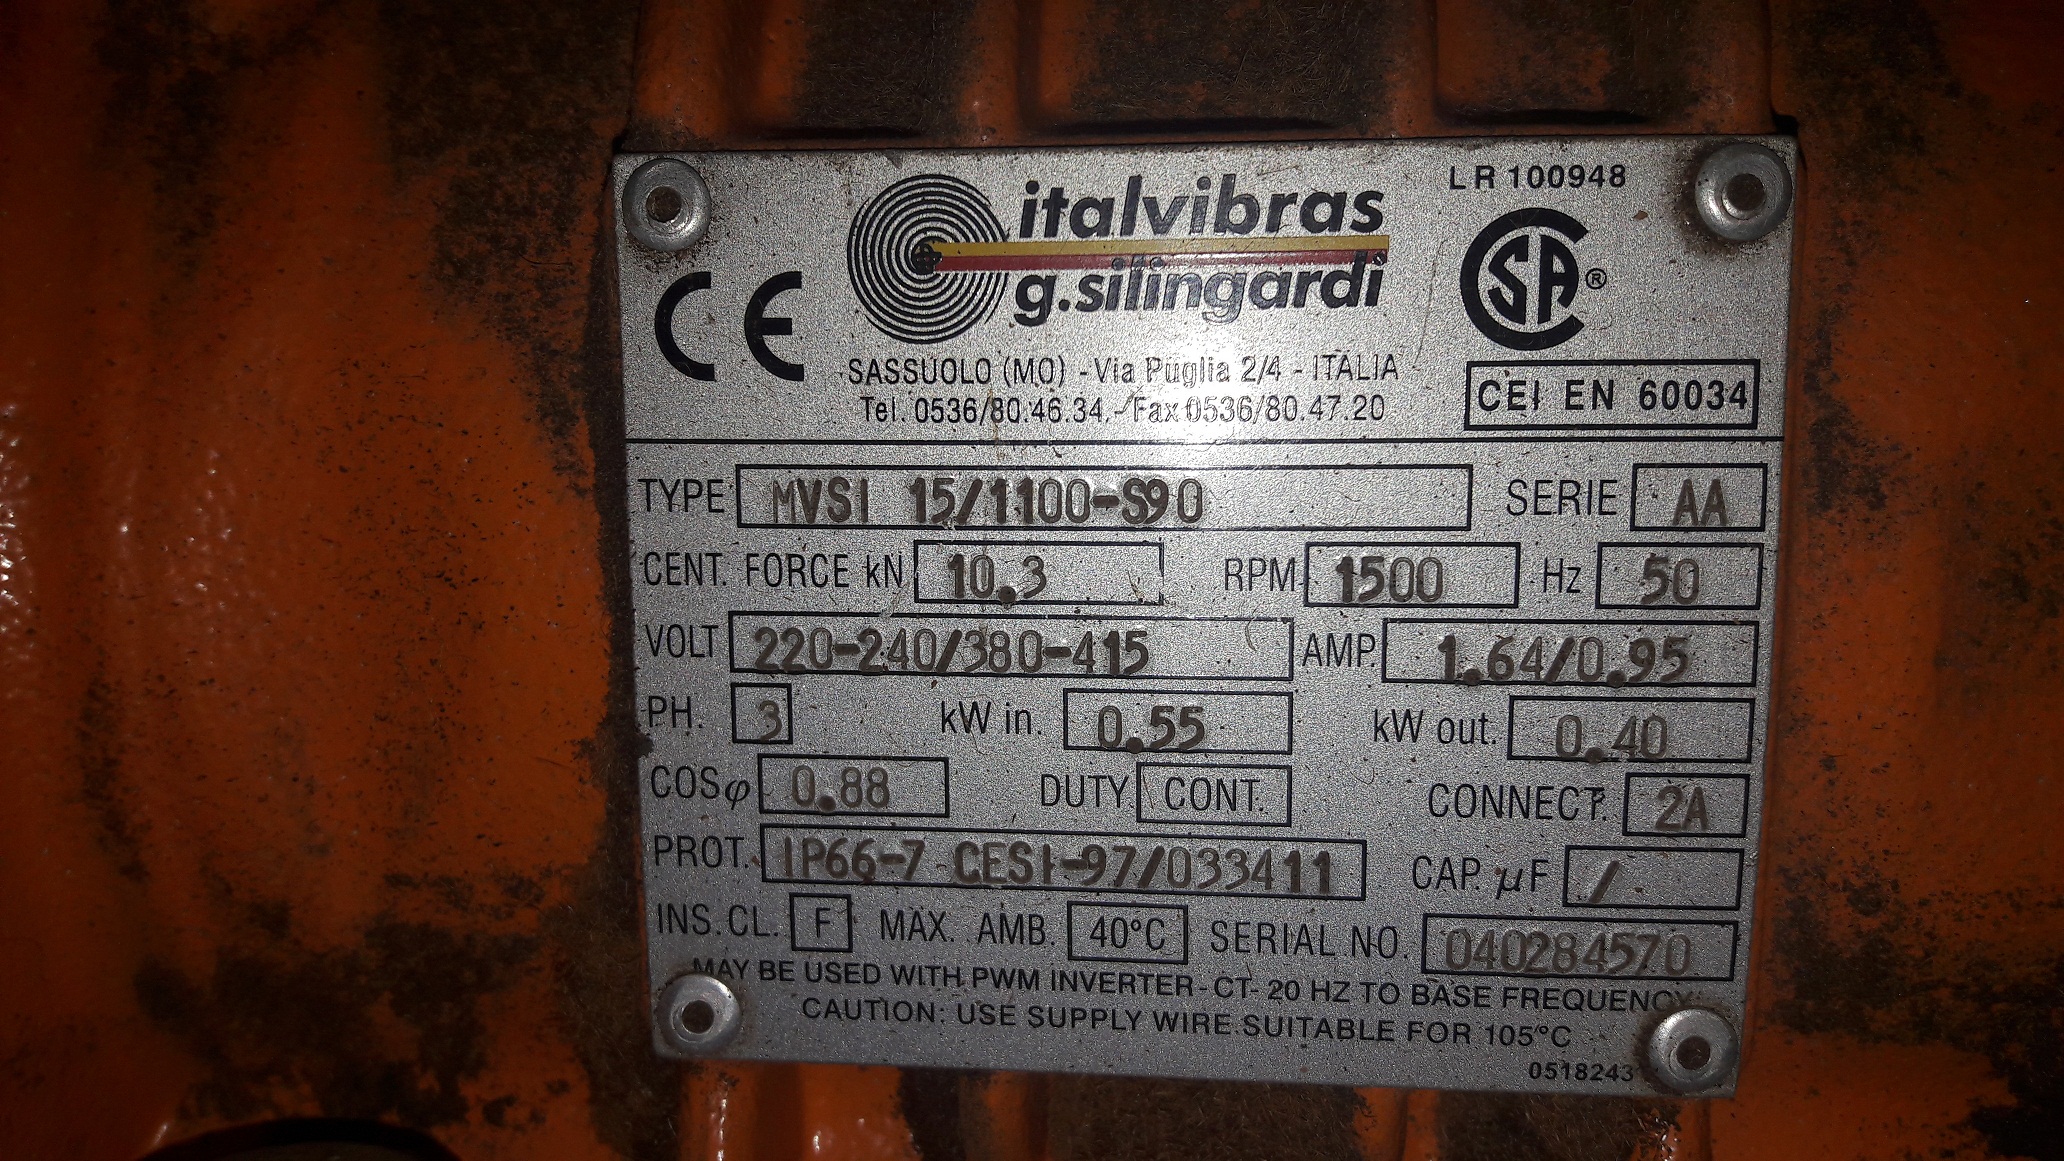 LR 100948
italvibras
g.silingardi
CE
SA ®
SASSUOLO (MO) - Via Puglia 2/4 - ITALIA
Tel. 0536/80.46.34. - Fax 0536/80.47.20
CEI EN 60034
TYPE MVSI 15/1100-S90 SERIE AA
CENT. FORCE kN 10.3 RPM 1500 Hz 50
VOLT 220-240/380-415 AMP. 1.64/0.95
PH. 3 kW in. 0.55 kW out. 0.40
COSφ 0.88 DUTY CONT. CONNECT. 2A
PROT. IP66-7 CESI-97/033411 CAP. µF /
INS.CL. F MAX. AMB. 40°C SERIAL NO. 040284570
MAY BE USED WITH PWM INVERTER - CT - 20 HZ TO BASE FREQUENCY
CAUTION: USE SUPPLY WIRE SUITABLE FOR 105°C
0518243